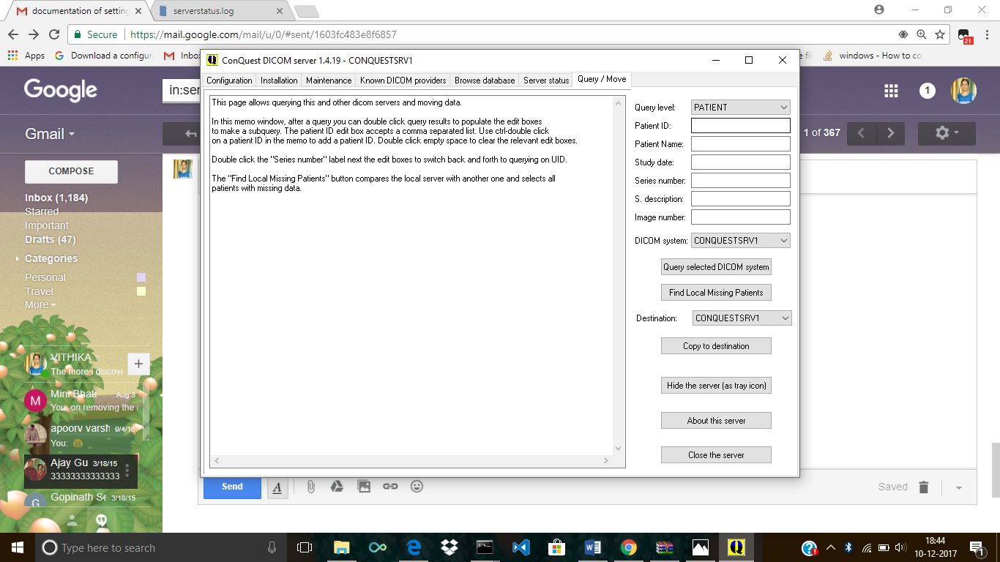 documentation of setting
serverstatus.log
Secure
https://mail.google.com/mail/u/0/#sent/1603fc483e8f6857
21
Apps
Download a configur
Inbo
e fil
windows - How to co
Google
in:sen
1
Gmail
1 of 367
COMPOSE
Inbox (1,184)
Starred
Important
Drafts (47)
Categories
Personal
Travel
More
VITHIKA
The more i discove
+
M
Mini Bhati
Aug 3
Your on removing the i
apoorv varsh
9/4/16
You:
Ajay Gu
3/18/15
33333333333333
G
Gopinath Se
3/18/15
ConQuest DICOM server 1.4.19 - CONQUESTSRV1
Configuration
Installation
Maintenance
Known DICOM providers
Browse database
Server status
Query / Move
This page allows querying this and other dicom servers and moving data.
In this memo window, after a query you can double click query results to populate the edit boxes
to make a subquery. The patient ID edit box accepts a comma separated list. Use ctrl-double click
on a patient ID in the memo to add a patient ID. Double click empty space to clear the relevant edit boxes.
Double click the "Series number" label next the edit boxes to switch back and forth to querying on UID.
The "Find Local Missing Patients" button compares the local server with another one and selects all
patients with missing data.
Query level:
PATIENT
Patient ID:
Patient Name:
Study date:
Series number:
S. description:
Image number:
DICOM system:
CONQUESTSRV1
Query selected DICOM system
Find Local Missing Patients
Destination:
CONQUESTSRV1
Copy to destination
Hide the server (as tray icon)
About this server
Close the server
Send
A
Saved
Type here to search
18:44
10-12-2017
1